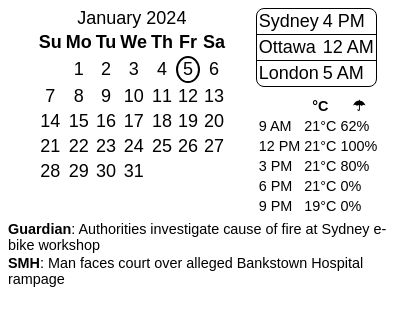 January 2024
Su Mo Tu We Th Fr Sa
1 2 3 4 5 6
7 8 9 10 11 12 13
14 15 16 17 18 19 20
21 22 23 24 25 26 27
28 29 30 31
Sydney 4 PM
Ottawa 12 AM
London 5 AM
°C ☂
9 AM 21°C 62%
12 PM 21°C 100%
3 PM 21°C 80%
6 PM 21°C 0%
9 PM 19°C 0%
Guardian: Authorities investigate cause of fire at Sydney e-
bike workshop
SMH: Man faces court over alleged Bankstown Hospital
rampage